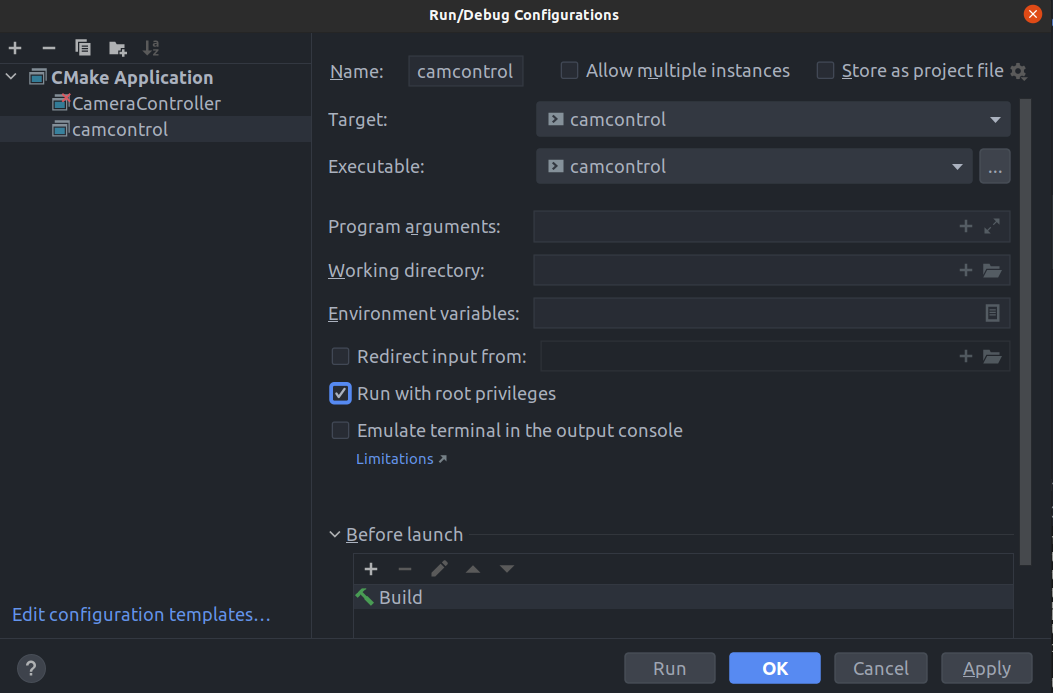 Run/Debug Configurations
CMake Application
CameraController
camcontrol
Edit configuration templates...
Name: camcontrol Allow multiple instances Store as project file
Target: camcontrol
Executable: camcontrol ...
Program arguments:
Working directory:
Environment variables:
Redirect input from:
Run with root privileges
Emulate terminal in the output console
Limitations
Before launch
Build
? Run OK Cancel Apply